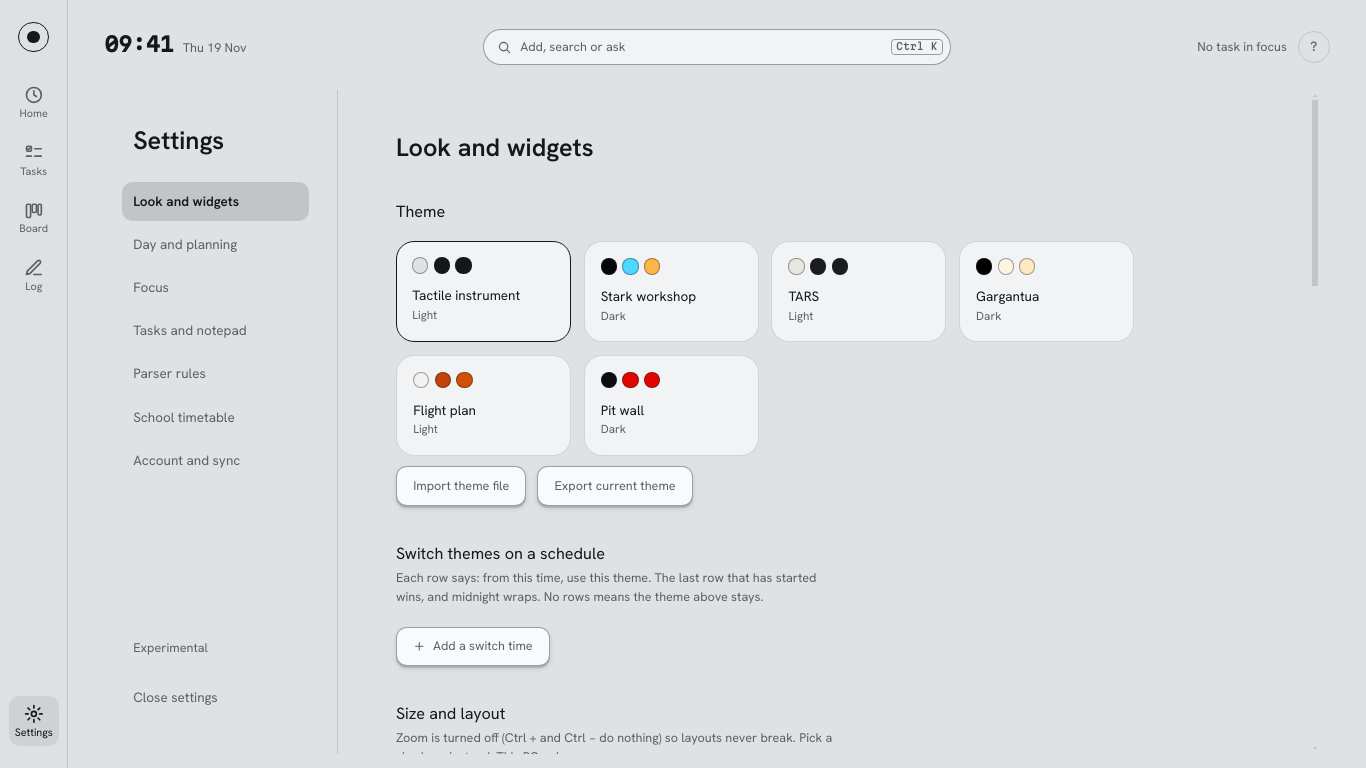 09:41 Thu 19 Nov
Add, search or ask
Ctrl K
No task in focus
?
Home
Tasks
Board
Log
Settings
Settings
Look and widgets
Day and planning
Focus
Tasks and notepad
Parser rules
School timetable
Account and sync
Experimental
Close settings
Look and widgets
Theme
Tactile instrument
Light
Stark workshop
Dark
TARS
Light
Gargantua
Dark
Flight plan
Light
Pit wall
Dark
Import theme file
Export current theme
Switch themes on a schedule
Each row says: from this time, use this theme. The last row that has started
wins, and midnight wraps. No rows means the theme above stays.
+ Add a switch time
Size and layout
Zoom is turned off (Ctrl + and Ctrl − do nothing) so layouts never break. Pick a